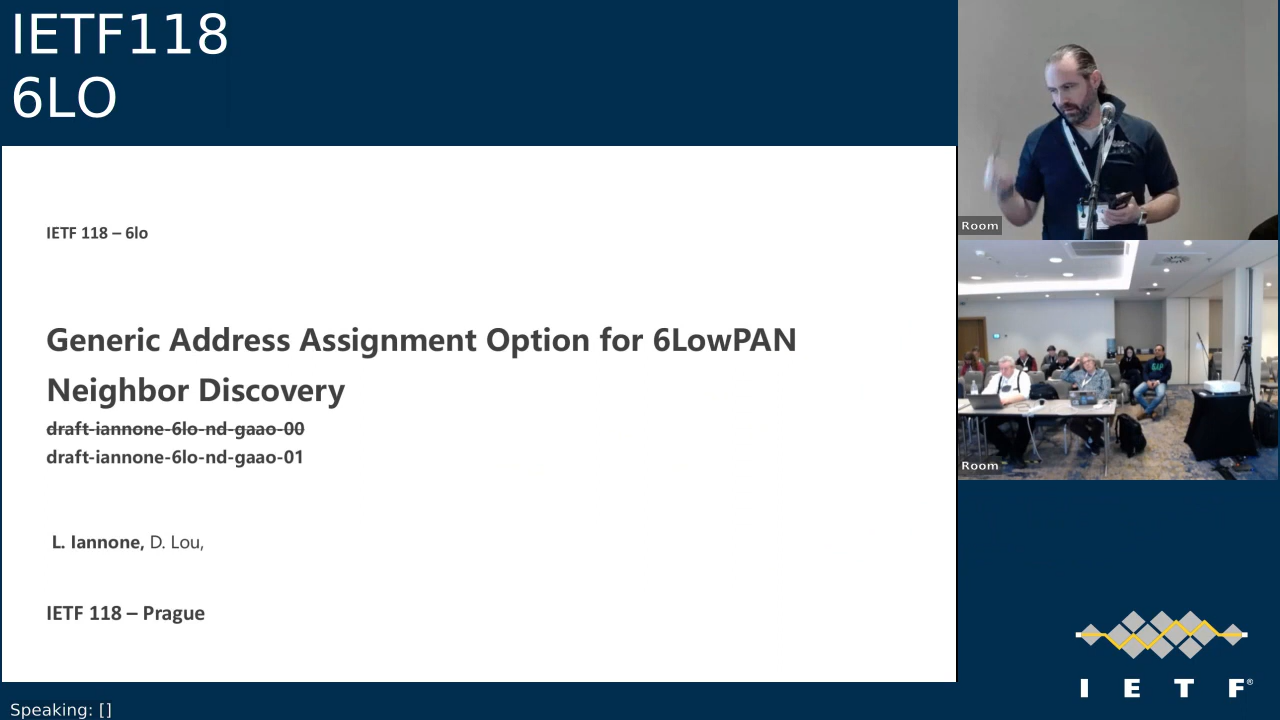 IETF118
6LO
IETF 118 – 6lo
Generic Address Assignment Option for 6LowPAN
Neighbor Discovery
draft-iannone-6lo-nd-gaao-00
draft-iannone-6lo-nd-gaao-01
L. Iannone, D. Lou,
IETF 118 – Prague
Room
GAP
Room
I E T F®
Speaking: []